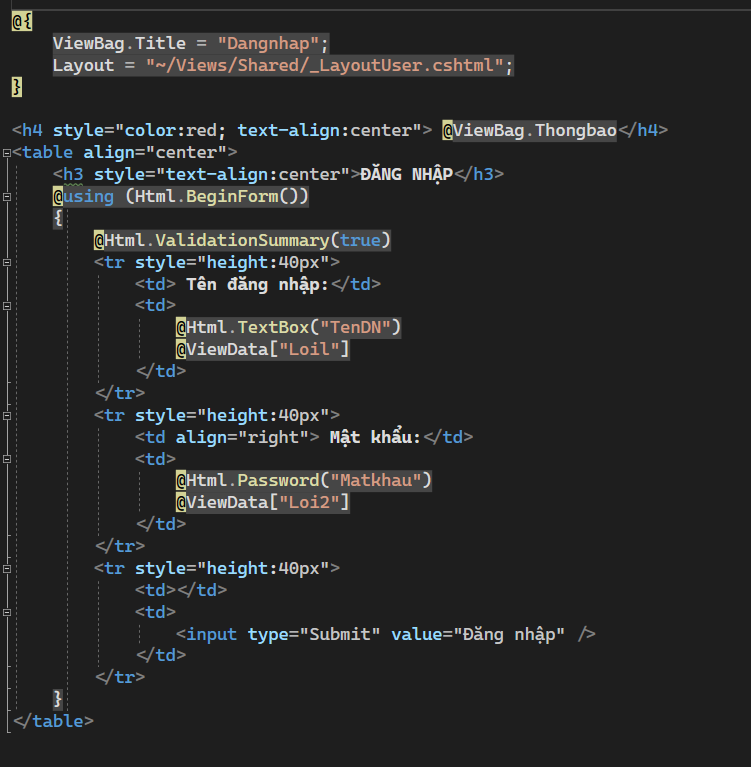 @{
    ViewBag.Title = "Dangnhap";
    Layout = "~/Views/Shared/_LayoutUser.cshtml";
}
<h4 style="color:red; text-align:center"> @ViewBag.Thongbao</h4>
<table align="center">
    <h3 style="text-align:center">ĐĂNG NHẬP</h3>
    @using (Html.BeginForm())
    {
        @Html.ValidationSummary(true)
        <tr style="height:40px">
            <td> Tên đăng nhập:</td>
            <td>
                @Html.TextBox("TenDN")
                @ViewData["Loil"]
            </td>
        </tr>
        <tr style="height:40px">
            <td align="right"> Mật khẩu:</td>
            <td>
                @Html.Password("Matkhau")
                @ViewData["Loi2"]
            </td>
        </tr>
        <tr style="height:40px">
            <td></td>
            <td>
                <input type="Submit" value="Đăng nhập" />
            </td>
        </tr>
    }
</table>